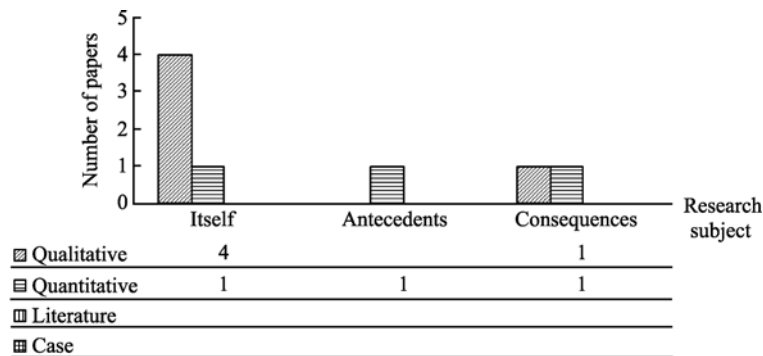 Number of papers
5
4
3
2
1
0
Itself Antecedents Consequences
Research
subject
Qualitative 4 1
Quantitative 1 1 1
Literature
Case